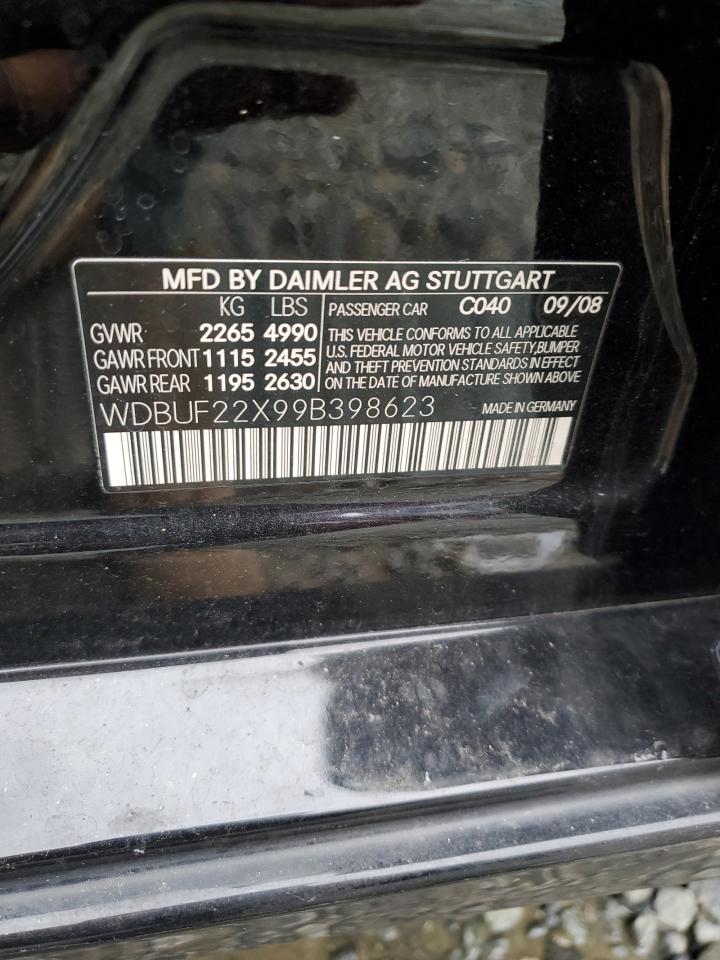 MFD BY DAIMLER AG STUTTGART
KG LBS PASSENGER CAR C040 09/08
GVWR 2265 4990 THIS VEHICLE CONFORMS TO ALL APPLICABLE
GAWR FRONT 1115 2455 U.S. FEDERAL MOTOR VEHICLE SAFETY,BUMPER
GAWR REAR 1195 2630 AND THEFT PREVENTION STANDARDS IN EFFECT
ON THE DATE OF MANUFACTURE SHOWN ABOVE
WDBUF22X99B398623 MADE IN GERMANY